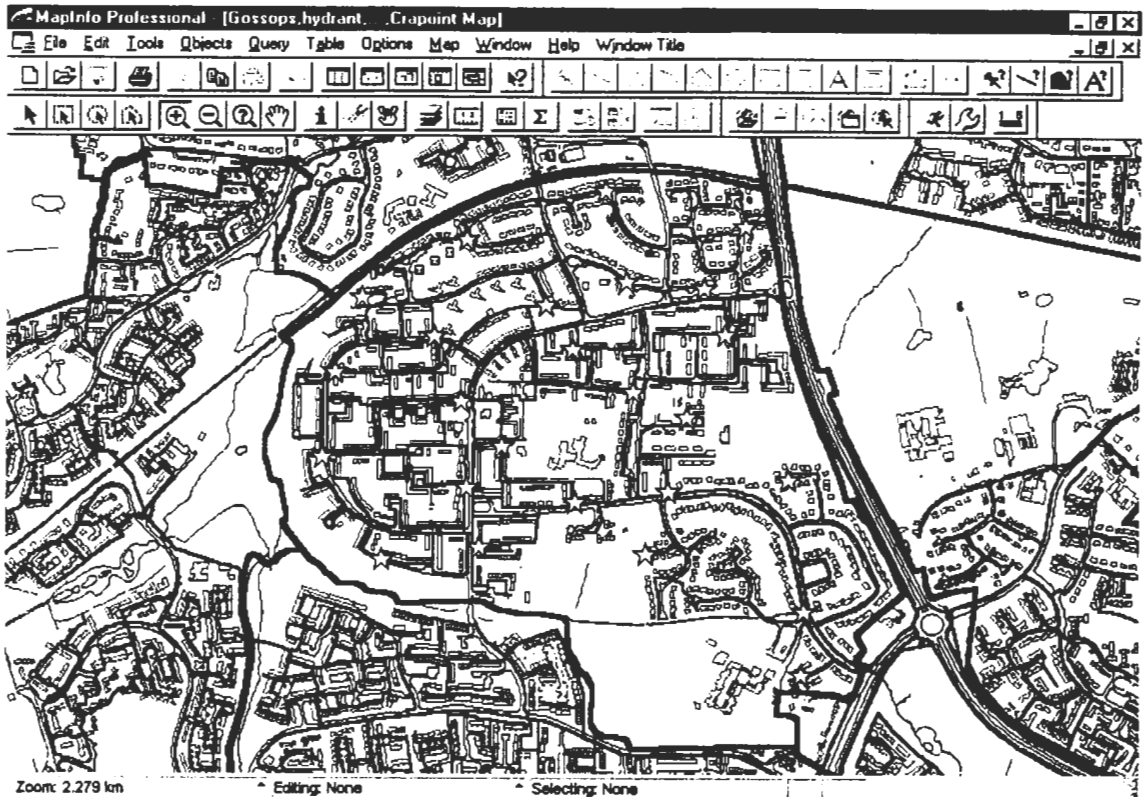 MapInfo Professional - [Gossops,hydrant,...,Crapoint Map]
File Edit Tools Objects Query Table Options Map Window Help Window Title
Zoom: 2.279 km Editing: None Selecting: None